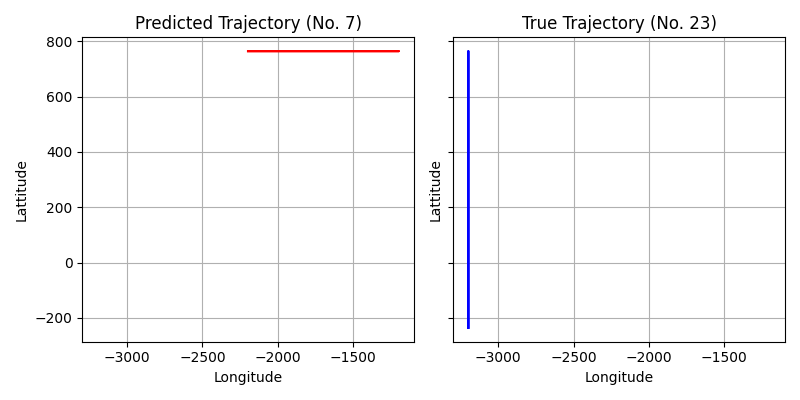 Predicted Trajectory (No. 7)
True Trajectory (No. 23)
800
600
400
200
0
−200
Lattitude
Lattitude
−3000 −2500 −2000 −1500
−3000 −2500 −2000 −1500
Longitude
Longitude